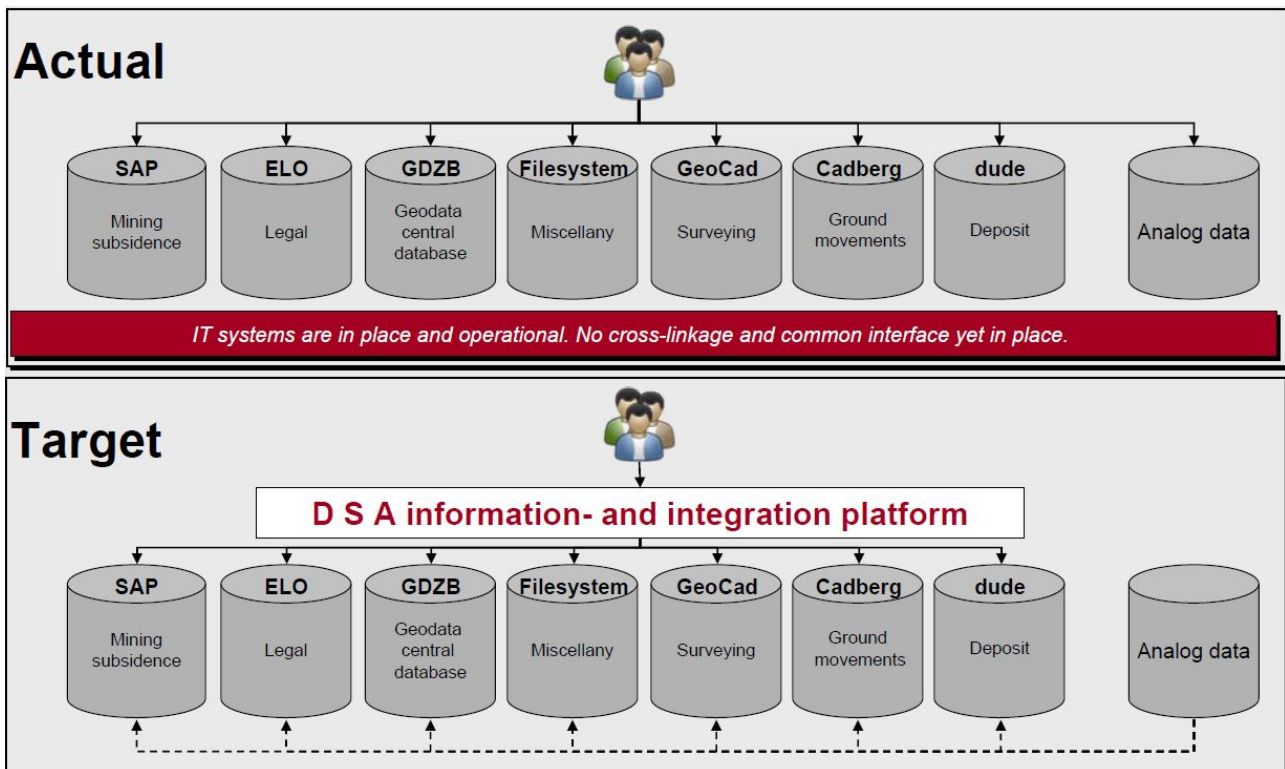 Actual
SAP
ELO
GDZB
Filesystem
GeoCad
Cadberg
dude
Mining
subsidence
Legal
Geodata
central
database
Miscellany
Surveying
Ground
movements
Deposit
Analog data
IT systems are in place and operational. No cross-linkage and common interface yet in place.
Target
D S A information- and integration platform
SAP
ELO
GDZB
Filesystem
GeoCad
Cadberg
dude
Mining
subsidence
Legal
Geodata
central
database
Miscellany
Surveying
Ground
movements
Deposit
Analog data